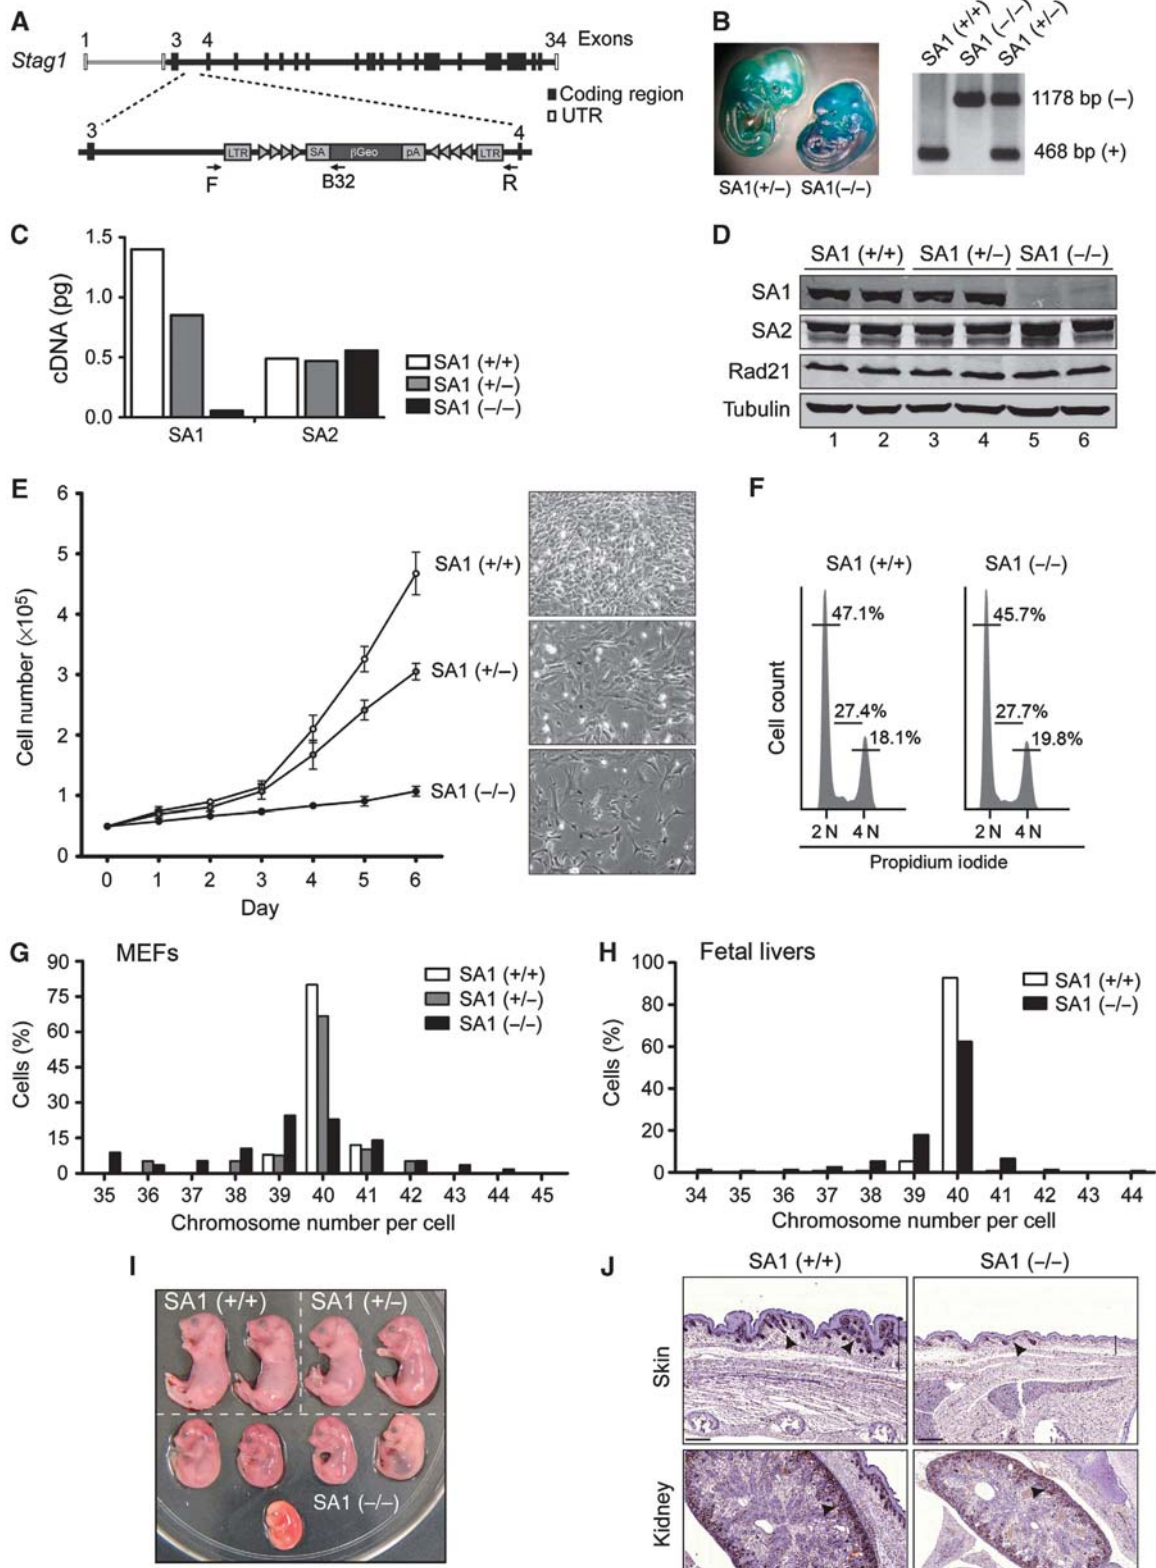 A
1 3 4 34 Exons
Stag1
Coding region
UTR
3 4
LTR SA βGeo pA LTR
F B32 R
B
SA1 (+/+) SA1 (−/−) SA1 (+/−)
1178 bp (−)
468 bp (+)
SA1(+/−) SA1(−/−)
C
cDNA (pg)
1.5
1.0
0.5
0.0
SA1 SA2
SA1 (+/+)
SA1 (+/−)
SA1 (−/−)
D
SA1 (+/+) SA1 (+/−) SA1 (−/−)
SA1
SA2
Rad21
Tubulin
1 2 3 4 5 6
E
Cell number (×10⁵)
6
5
4
3
2
1
0
0 1 2 3 4 5 6
Day
SA1 (+/+)
SA1 (+/−)
SA1 (−/−)
F
SA1 (+/+) SA1 (−/−)
Cell count
47.1% 45.7%
27.4% 27.7%
18.1% 19.8%
2 N 4 N 2 N 4 N
Propidium iodide
G MEFs
Cells (%)
90
75
60
45
30
15
0
SA1 (+/+)
SA1 (+/−)
SA1 (−/−)
35 36 37 38 39 40 41 42 43 44 45
Chromosome number per cell
H Fetal livers
Cells (%)
100
80
60
40
20
0
SA1 (+/+)
SA1 (−/−)
34 35 36 37 38 39 40 41 42 43 44
Chromosome number per cell
I
SA1 (+/+) SA1 (+/−)
SA1 (−/−)
J
SA1 (+/+) SA1 (−/−)
Skin
Kidney